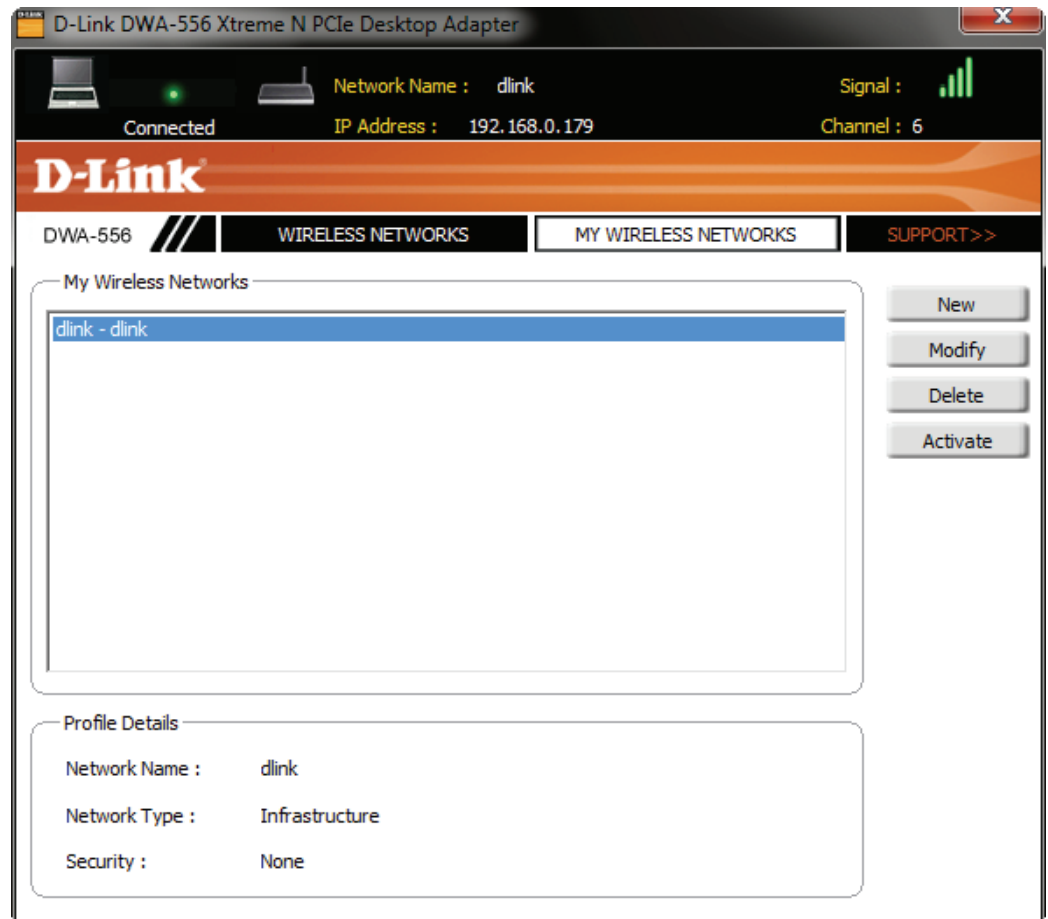 D-Link DWA-556 Xtreme N PCIe Desktop Adapter
Network Name : dlink Signal :
Connected IP Address : 192.168.0.179 Channel : 6
D-Link
DWA-556 WIRELESS NETWORKS MY WIRELESS NETWORKS SUPPORT>>
My Wireless Networks
dlink - dlink
New
Modify
Delete
Activate
Profile Details
Network Name : dlink
Network Type : Infrastructure
Security : None